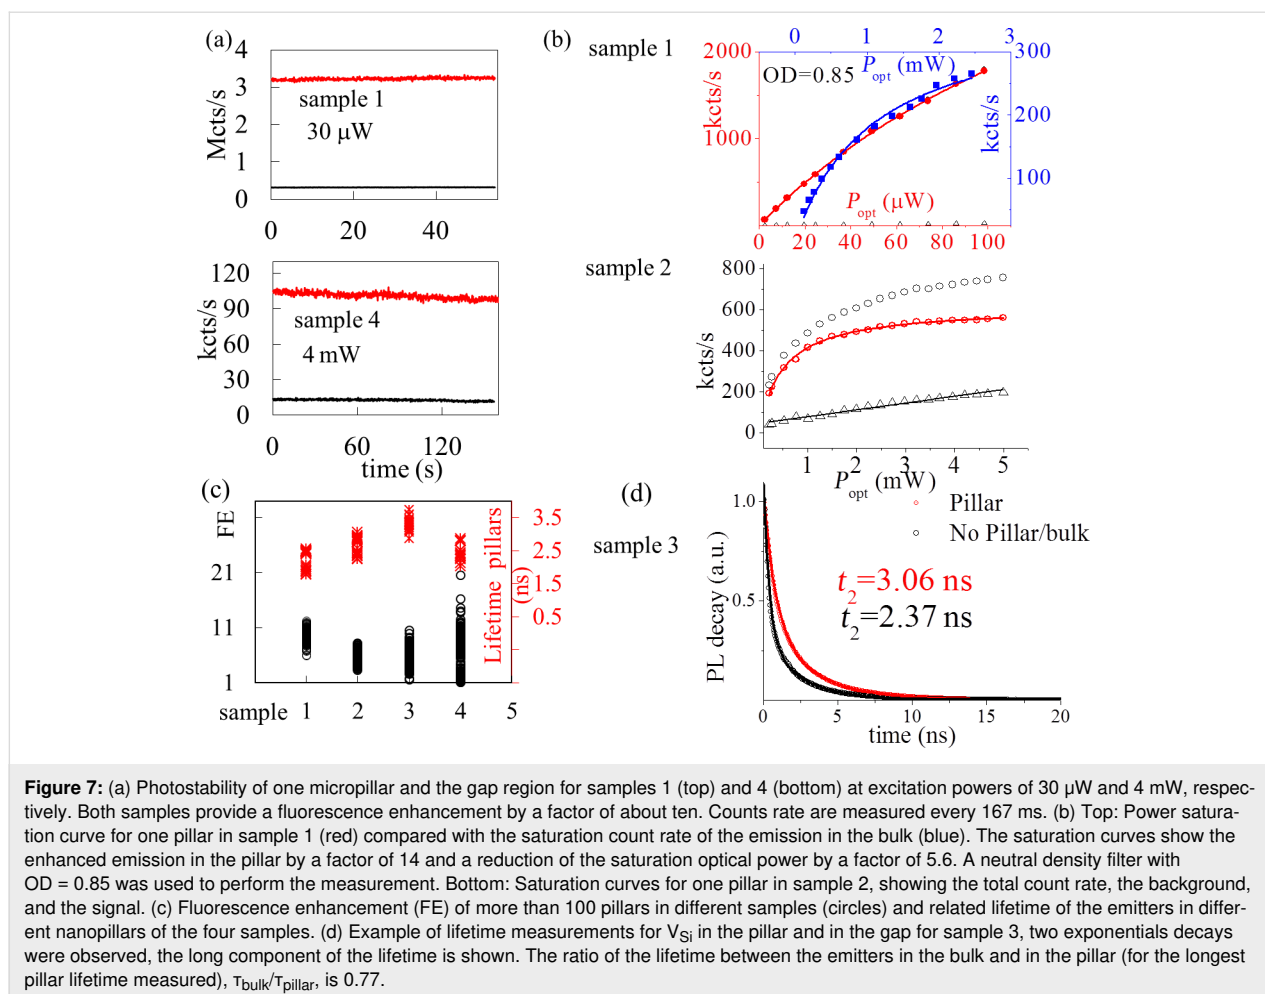 (a)
4
3
2
1
0
Mcts/s
sample 1
30 µW
0 20 40
120
90
60
30
0
kcts/s
sample 4
4 mW
0 60 120
time (s)
(b)
sample 1
0 1 2 3
2000
1000
kcts/s
OD=0.85
P opt (mW)
300
200
100
kcts/s
P opt (µW)
0 20 40 60 80 100
sample 2
800
600
400
200
0
kcts/s
1 2 3 4 5
P opt (mW)
(c)
FE
21
11
1
3.5
2.5
1.5
0.5
Lifetime pillars
(ns)
sample 1 2 3 4 5
(d)
sample 3
1.0
0.5
PL decay (a.u.)
Pillar
No Pillar/bulk
t2=3.06 ns
t2=2.37 ns
0 5 10 15 20
time (ns)
Figure 7: (a) Photostability of one micropillar and the gap region for samples 1 (top) and 4 (bottom) at excitation powers of 30 µW and 4 mW, respec-
tively. Both samples provide a fluorescence enhancement by a factor of about ten. Counts rate are measured every 167 ms. (b) Top: Power satura-
tion curve for one pillar in sample 1 (red) compared with the saturation count rate of the emission in the bulk (blue). The saturation curves show the
enhanced emission in the pillar by a factor of 14 and a reduction of the saturation optical power by a factor of 5.6. A neutral density filter with
OD = 0.85 was used to perform the measurement. Bottom: Saturation curves for one pillar in sample 2, showing the total count rate, the background,
and the signal. (c) Fluorescence enhancement (FE) of more than 100 pillars in different samples (circles) and related lifetime of the emitters in differ-
ent nanopillars of the four samples. (d) Example of lifetime measurements for VSi in the pillar and in the gap for sample 3, two exponentials decays
were observed, the long component of the lifetime is shown. The ratio of the lifetime between the emitters in the bulk and in the pillar (for the longest
pillar lifetime measured), τbulk/τpillar, is 0.77.